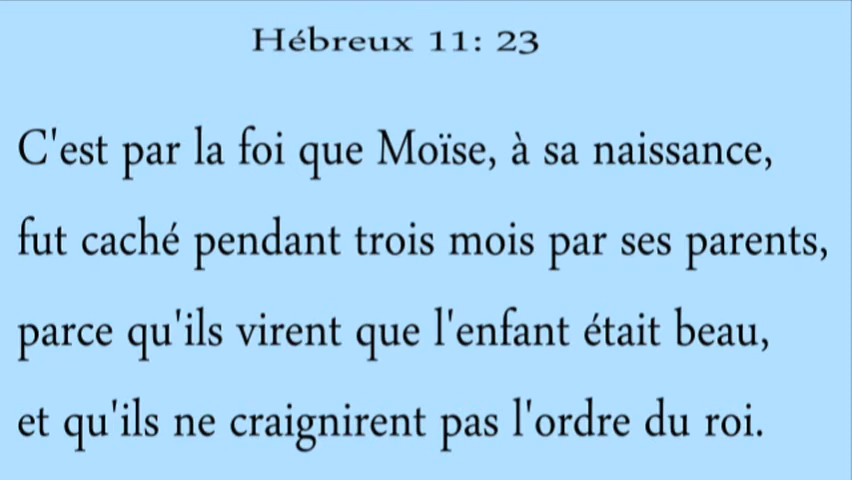 Hébreux 11: 23
C'est par la foi que Moïse, à sa naissance,
fut caché pendant trois mois par ses parents,
parce qu'ils virent que l'enfant était beau,
et qu'ils ne craignirent pas l'ordre du roi.